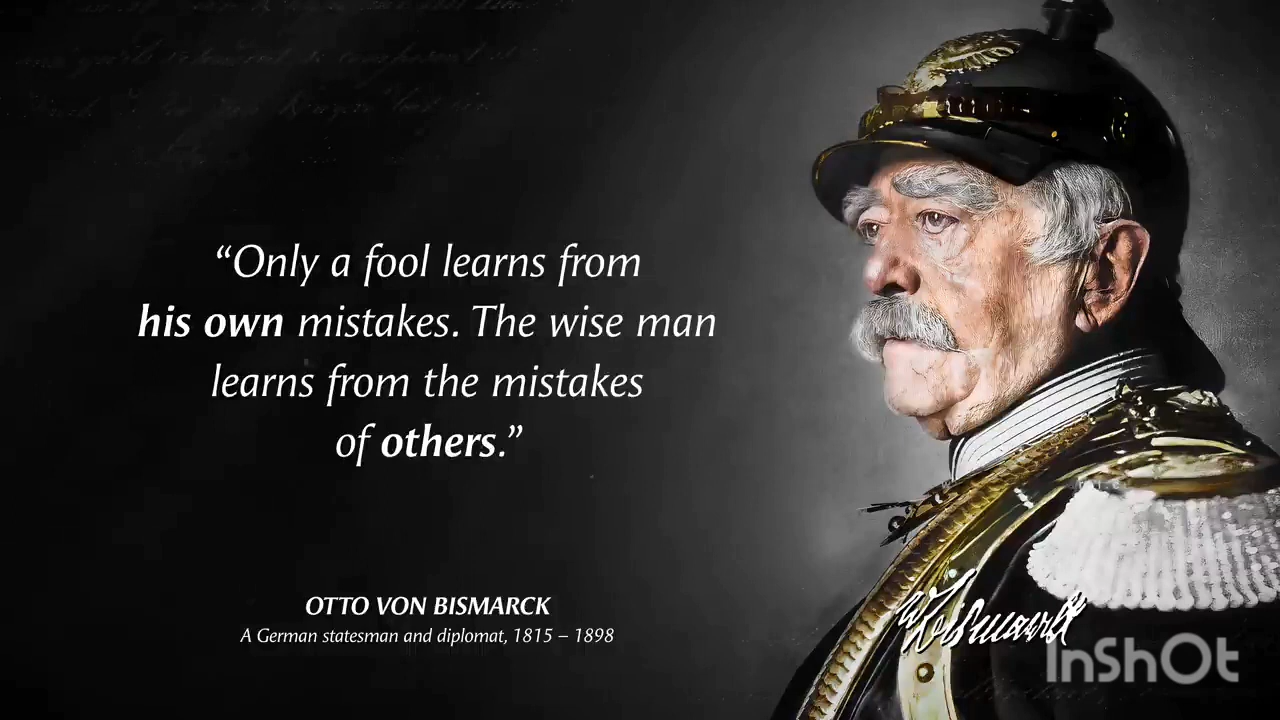 “Only a fool learns from
his own mistakes. The wise man
learns from the mistakes
of others.”
OTTO VON BISMARCK
A German statesman and diplomat, 1815 – 1898
InShOt